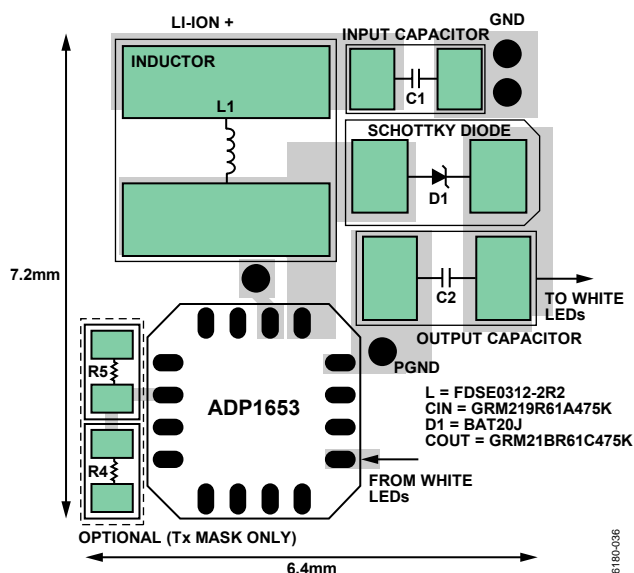 LI-ION +
GND
INPUT CAPACITOR
INDUCTOR
C1
L1
SCHOTTKY DIODE
D1
7.2mm
C2
TO WHITE
LEDs
OUTPUT CAPACITOR
PGND
R5
ADP1653
L = FDSE0312-2R2
CIN = GRM219R61A475K
D1 = BAT20J
COUT = GRM21BR61C475K
R4
FROM WHITE
LEDs
OPTIONAL (Tx MASK ONLY)
6.4mm
6180-036